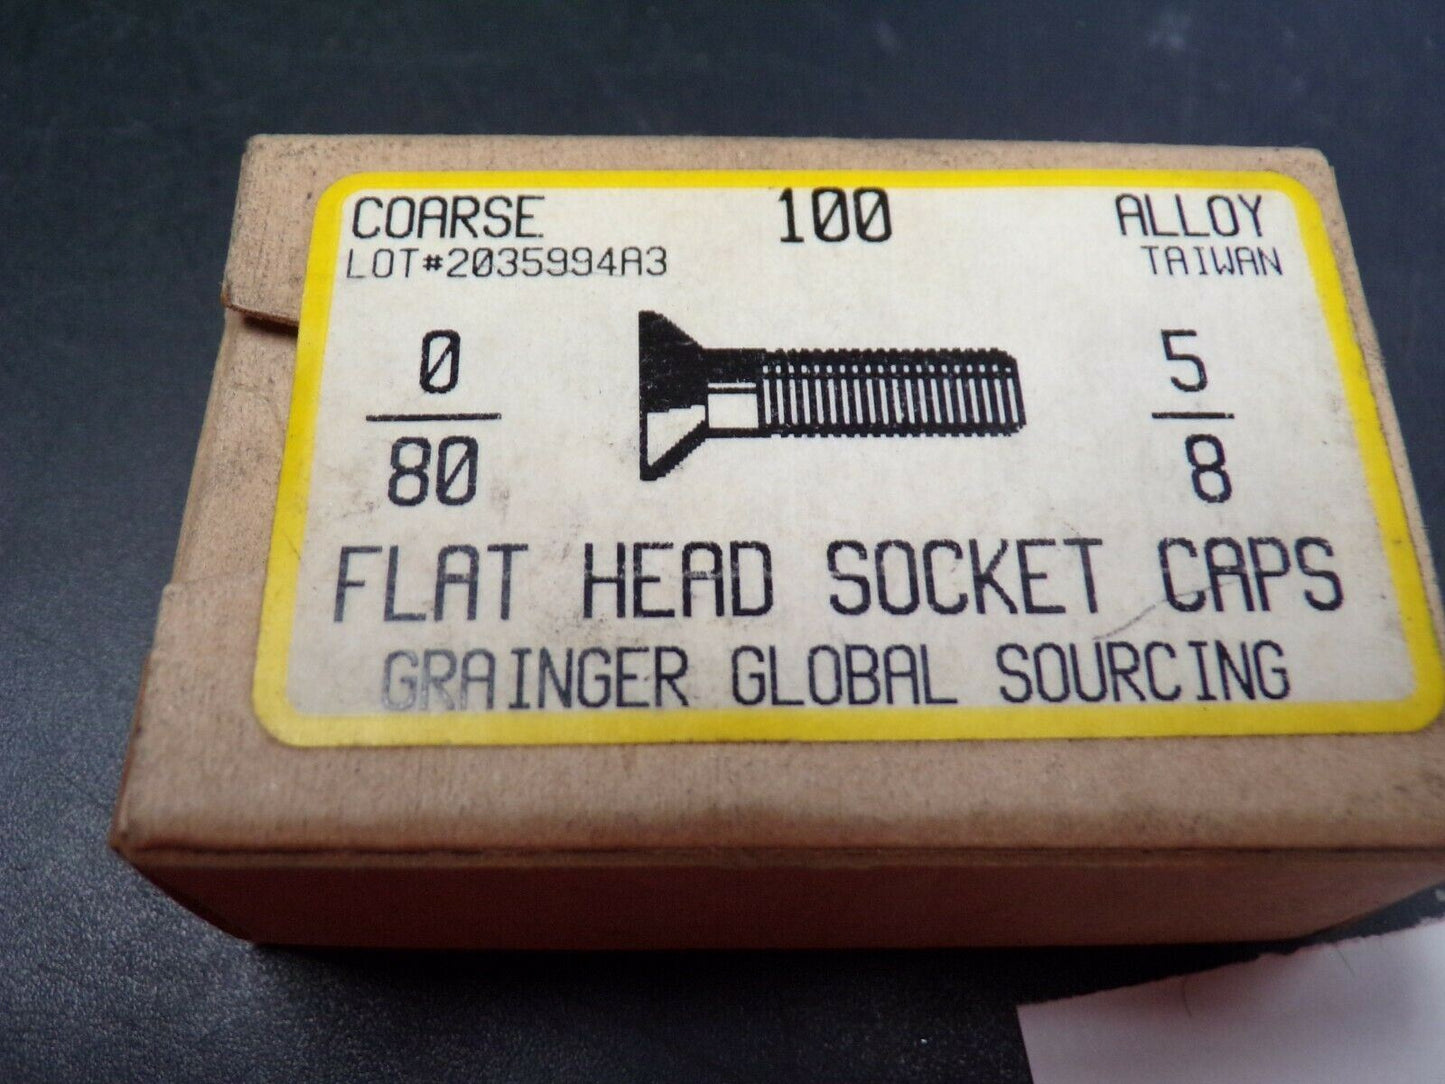 COARSE 100 ALLOY
LOT#2035994A3 TAIWAN
0 5
80 8
FLAT HEAD SOCKET CAPS
GRAINGER GLOBAL SOURCING